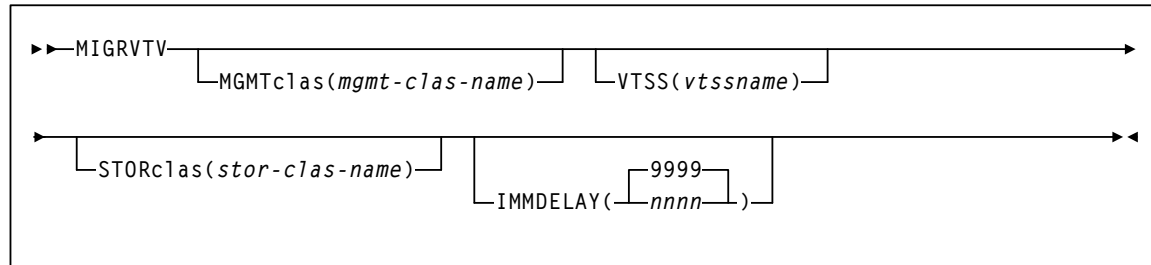 MIGRVTV
MGMTclas(mgmt-clas-name) VTSS(vtssname)
STORclas(stor-clas-name) 9999
IMMDELAY( nnnn )